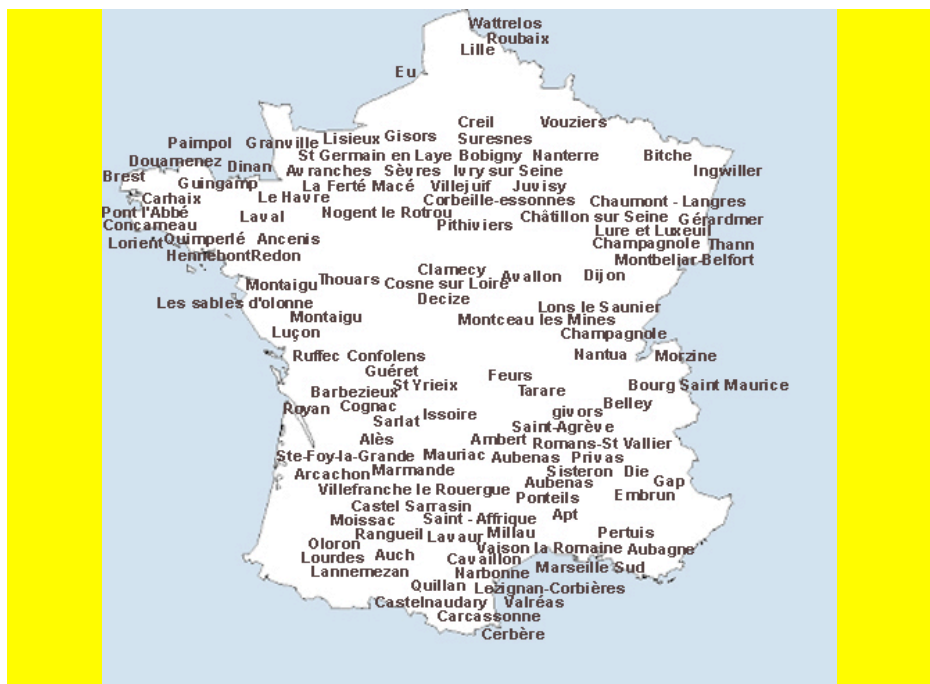 Wattrelos
Roubaix
Lille
Eu
Creil Vouziers
Paimpol Granville Lisieux Gisors Suresnes
St Germain en Laye Bobigny Nanterre Bitche
Douarnenez Dinan Avranches Sèvres Ivry sur Seine Ingwiller
Brest Guingamp La Ferté Macé Villejuif Juvisy
Carhaix Le Havre Corbeille-essonnes Chaumont - Langres
Pont l'Abbé Laval Nogent le Rotrou Châtillon sur Seine Gérardmer
Concarneau Pithiviers Lure et Luxeuil
Lorient Quimperlé Ancenis Champagnole Thann
Hennebont Redon Montbeljar-Belfort
Montaigu Thouars Clamecy Avallon Dijon
Cosne sur Loire
Les sables d'olonne Decize Lons le Saunier
Montaigu Montceau les Mines
Luçon Champagnole
Ruffec Confolens Nantua Morzine
Guéret Feurs
Barbezieux St Yrieix Tarare Bourg Saint Maurice
Royan Cognac Issoire givors Belley
Sarlat Saint-Agrève
Alès Ambert Romans-St Vallier
Ste-Foy-la-Grande Mauriac Aubenas Privas
Arcachon Marmande Sisteron Die
Villefranche le Rouergue Aubenas Gap
Ponteils Embrun
Castel Sarrasin
Moissac Saint - Affrique Apt
Rangueil Lavaur Millau Pertuis
Oloron Vaison la Romaine Aubagne
Lourdes Auch Cavaillon
Lannemezan Narbonne Marseille Sud
Quillan Lezignan-Corbières
Castelnaudary Valréas
Carcassonne
Cerbère